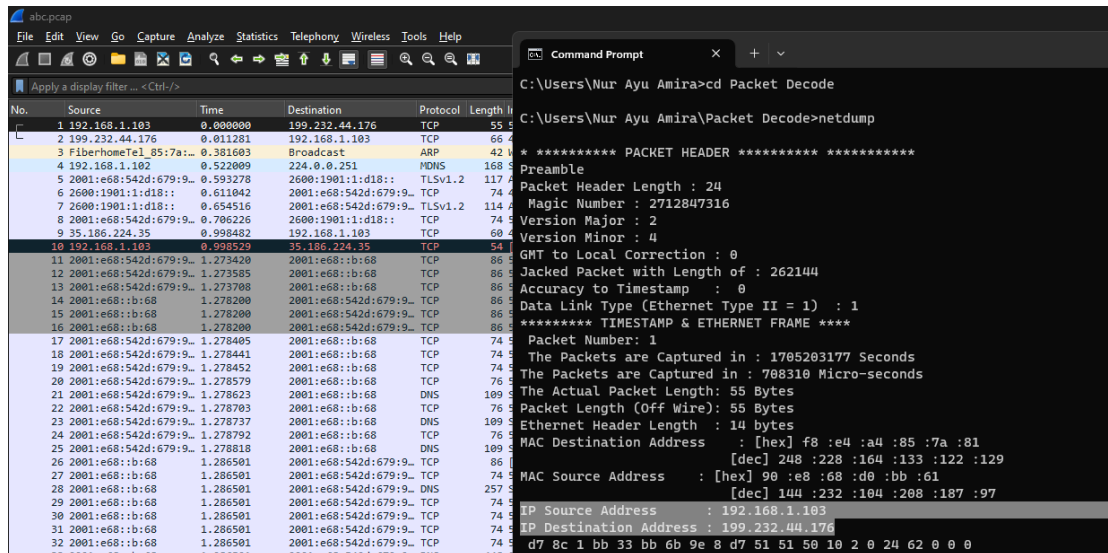 abc.pcap
File Edit View Go Capture Analyze Statistics Telephony Wireless Tools Help
Apply a display filter ... <Ctrl-/>
No. Source Time Destination Protocol Length
1 192.168.1.103 0.000000 199.232.44.176 TCP 55
2 199.232.44.176 0.011281 192.168.1.103 TCP 66
3 FiberhomeTel_85:7a:… 0.381603 Broadcast ARP 42
4 192.168.1.102 0.522009 224.0.0.251 MDNS 168
5 2001:e68:542d:679:9… 0.593278 2600:1901:1:d18:: TLSv1.2 117
6 2600:1901:1:d18:: 0.611042 2001:e68:542d:679:9… TCP 74
7 2600:1901:1:d18:: 0.654516 2001:e68:542d:679:9… TLSv1.2 114
8 2001:e68:542d:679:9… 0.706226 2600:1901:1:d18:: TCP 74
9 35.186.224.35 0.998482 192.168.1.103 TCP 60
10 192.168.1.103 0.998529 35.186.224.35 TCP 54
11 2001:e68:542d:679:9… 1.273420 2001:e68::b:68 TCP 86
12 2001:e68:542d:679:9… 1.273585 2001:e68::b:68 TCP 86
13 2001:e68:542d:679:9… 1.273708 2001:e68::b:68 TCP 86
14 2001:e68::b:68 1.278200 2001:e68:542d:679:9… TCP 86
15 2001:e68::b:68 1.278200 2001:e68:542d:679:9… TCP 86
16 2001:e68::b:68 1.278200 2001:e68:542d:679:9… TCP 86
17 2001:e68:542d:679:9… 1.278405 2001:e68::b:68 TCP 74
18 2001:e68:542d:679:9… 1.278441 2001:e68::b:68 TCP 74
19 2001:e68:542d:679:9… 1.278452 2001:e68::b:68 TCP 74
20 2001:e68:542d:679:9… 1.278579 2001:e68::b:68 TCP 76
21 2001:e68:542d:679:9… 1.278623 2001:e68::b:68 DNS 109
22 2001:e68:542d:679:9… 1.278703 2001:e68::b:68 TCP 76
23 2001:e68:542d:679:9… 1.278737 2001:e68::b:68 DNS 109
24 2001:e68:542d:679:9… 1.278792 2001:e68::b:68 TCP 76
25 2001:e68:542d:679:9… 1.278818 2001:e68::b:68 DNS 109
26 2001:e68::b:68 1.286501 2001:e68:542d:679:9… TCP 86
27 2001:e68::b:68 1.286501 2001:e68:542d:679:9… TCP 74
28 2001:e68::b:68 1.286501 2001:e68:542d:679:9… DNS 257
29 2001:e68::b:68 1.286501 2001:e68:542d:679:9… TCP 74
30 2001:e68::b:68 1.286501 2001:e68:542d:679:9… TCP 74
31 2001:e68::b:68 1.286501 2001:e68:542d:679:9… TCP 74
32 2001:e68::b:68 1.286501 2001:e68:542d:679:9… TCP 74
Command Prompt
C:\Users\Nur Ayu Amira>cd Packet Decode
C:\Users\Nur Ayu Amira\Packet Decode>netdump
* ********** PACKET HEADER ********** ***********
Preamble
Packet Header Length : 24
Magic Number : 2712847316
Version Major : 2
Version Minor : 4
GMT to Local Correction : 0
Jacked Packet with Length of : 262144
Accuracy to Timestamp : 0
Data Link Type (Ethernet Type II = 1) : 1
********* TIMESTAMP & ETHERNET FRAME ****
Packet Number: 1
The Packets are Captured in : 1705203177 Seconds
The Packets are Captured in : 708310 Micro-seconds
The Actual Packet Length: 55 Bytes
Packet Length (Off Wire): 55 Bytes
Ethernet Header Length : 14 bytes
MAC Destination Address : [hex] f8 :e4 :a4 :85 :7a :81
[dec] 248 :228 :164 :133 :122 :129
MAC Source Address : [hex] 90 :e8 :68 :d0 :bb :61
[dec] 144 :232 :104 :208 :187 :97
IP Source Address : 192.168.1.103
IP Destination Address : 199.232.44.176
d7 8c 1 bb 33 bb 6b 9e 8 d7 51 51 50 10 2 0 24 62 0 0 0